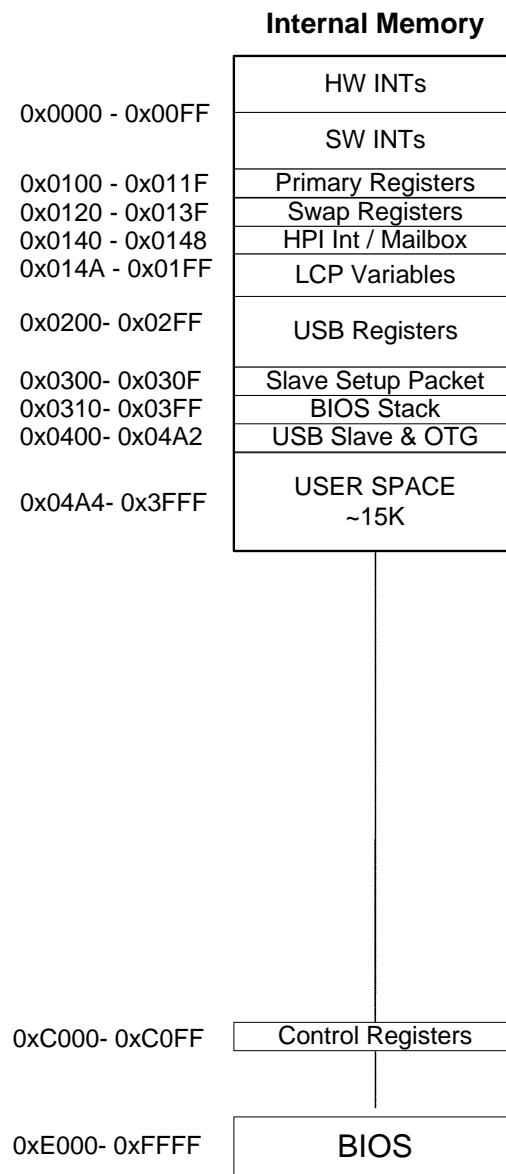 Internal Memory
HW INTs
0x0000 - 0x00FF
SW INTs
0x0100 - 0x011F Primary Registers
0x0120 - 0x013F Swap Registers
0x0140 - 0x0148 HPI Int / Mailbox
0x014A - 0x01FF LCP Variables
0x0200- 0x02FF USB Registers
0x0300- 0x030F Slave Setup Packet
0x0310- 0x03FF BIOS Stack
0x0400- 0x04A2 USB Slave & OTG
0x04A4- 0x3FFF USER SPACE
~15K
0xC000- 0xC0FF Control Registers
0xE000- 0xFFFF BIOS